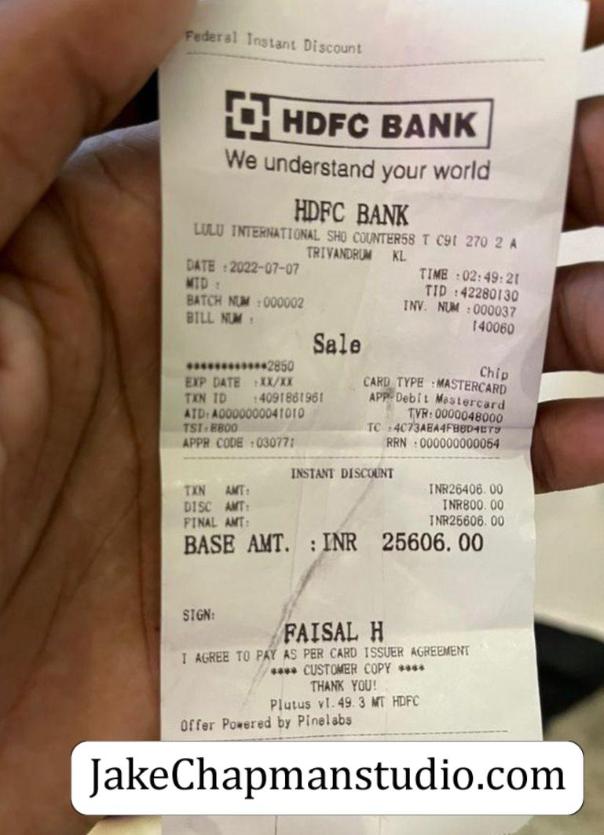 Federal Instant Discount
HDFC BANK
We understand your world
HDFC BANK
LULU INTERNATIONAL SHO COUNTER58 T C91 270 2 A
TRIVANDRUM KL
DATE :2022-07-07 TIME :02:49:21
MID : TID :42280130
BATCH NUM :000002 INV. NUM :000037
BILL NUM : 140060
Sale
************2850 Chip
EXP DATE :XX/XX CARD TYPE :MASTERCARD
TXN ID :4091861961 APP:Debit Mastercard
AID:A0000000041010 TVR:0000048000
TSI:E800 TC :
APPR CODE :030771 RRN :000000000064
INSTANT DISCOUNT
TXN AMT: INR26406.00
DISC AMT: INR800.00
FINAL AMT: INR25606.00
BASE AMT. :INR 25606.00
SIGN:
FAISAL H
I AGREE TO PAY AS PER CARD ISSUER AGREEMENT
**** CUSTOMER COPY ****
THANK YOU!
Plutus v1.49.3 MT HDFC
Offer Powered by Pinelabs
JakeChapmanstudio.com